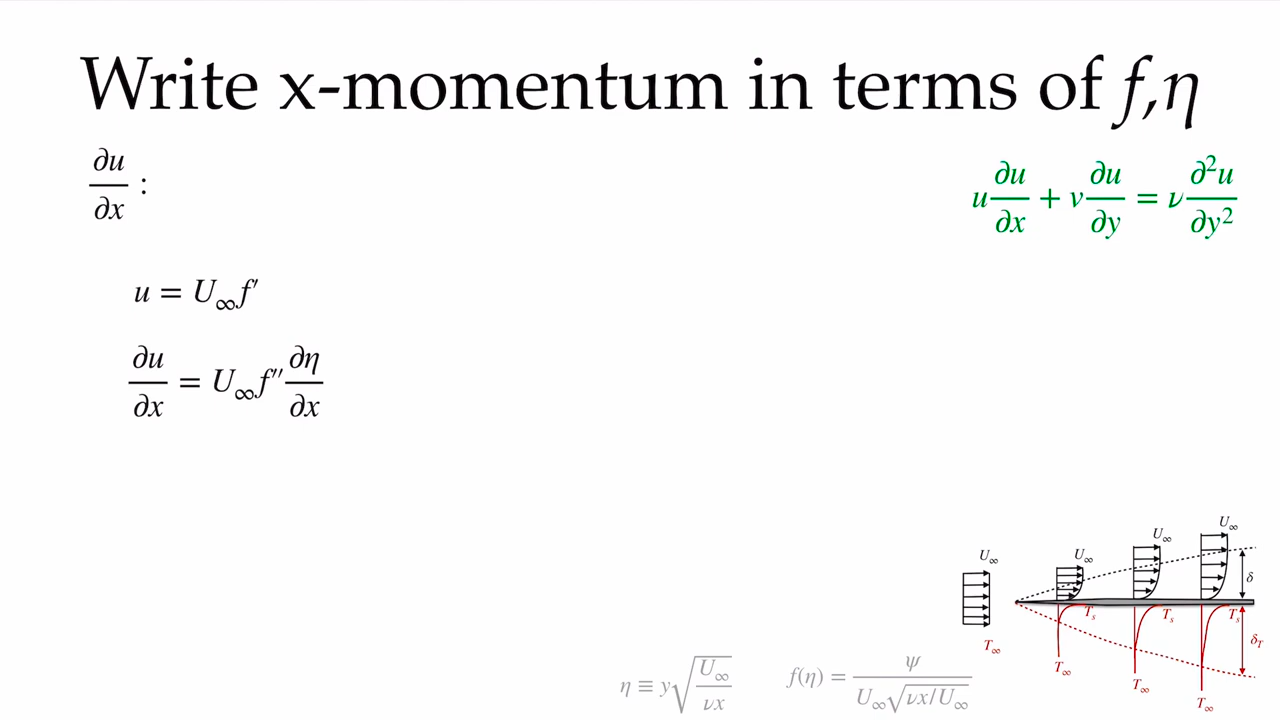 Write x-momentum in terms of f,η
∂u/∂x :
u ∂u/∂x + v ∂u/∂y = ν ∂²u/∂y²
u = U∞f′
∂u/∂x = U∞f″ ∂η/∂x
U∞ U∞ U∞ U∞
δ
Ts Ts Ts
T∞ T∞ T∞ T∞
δT
η ≡ y√(U∞/νx)
f(η) = ψ/(U∞√(νx/U∞))